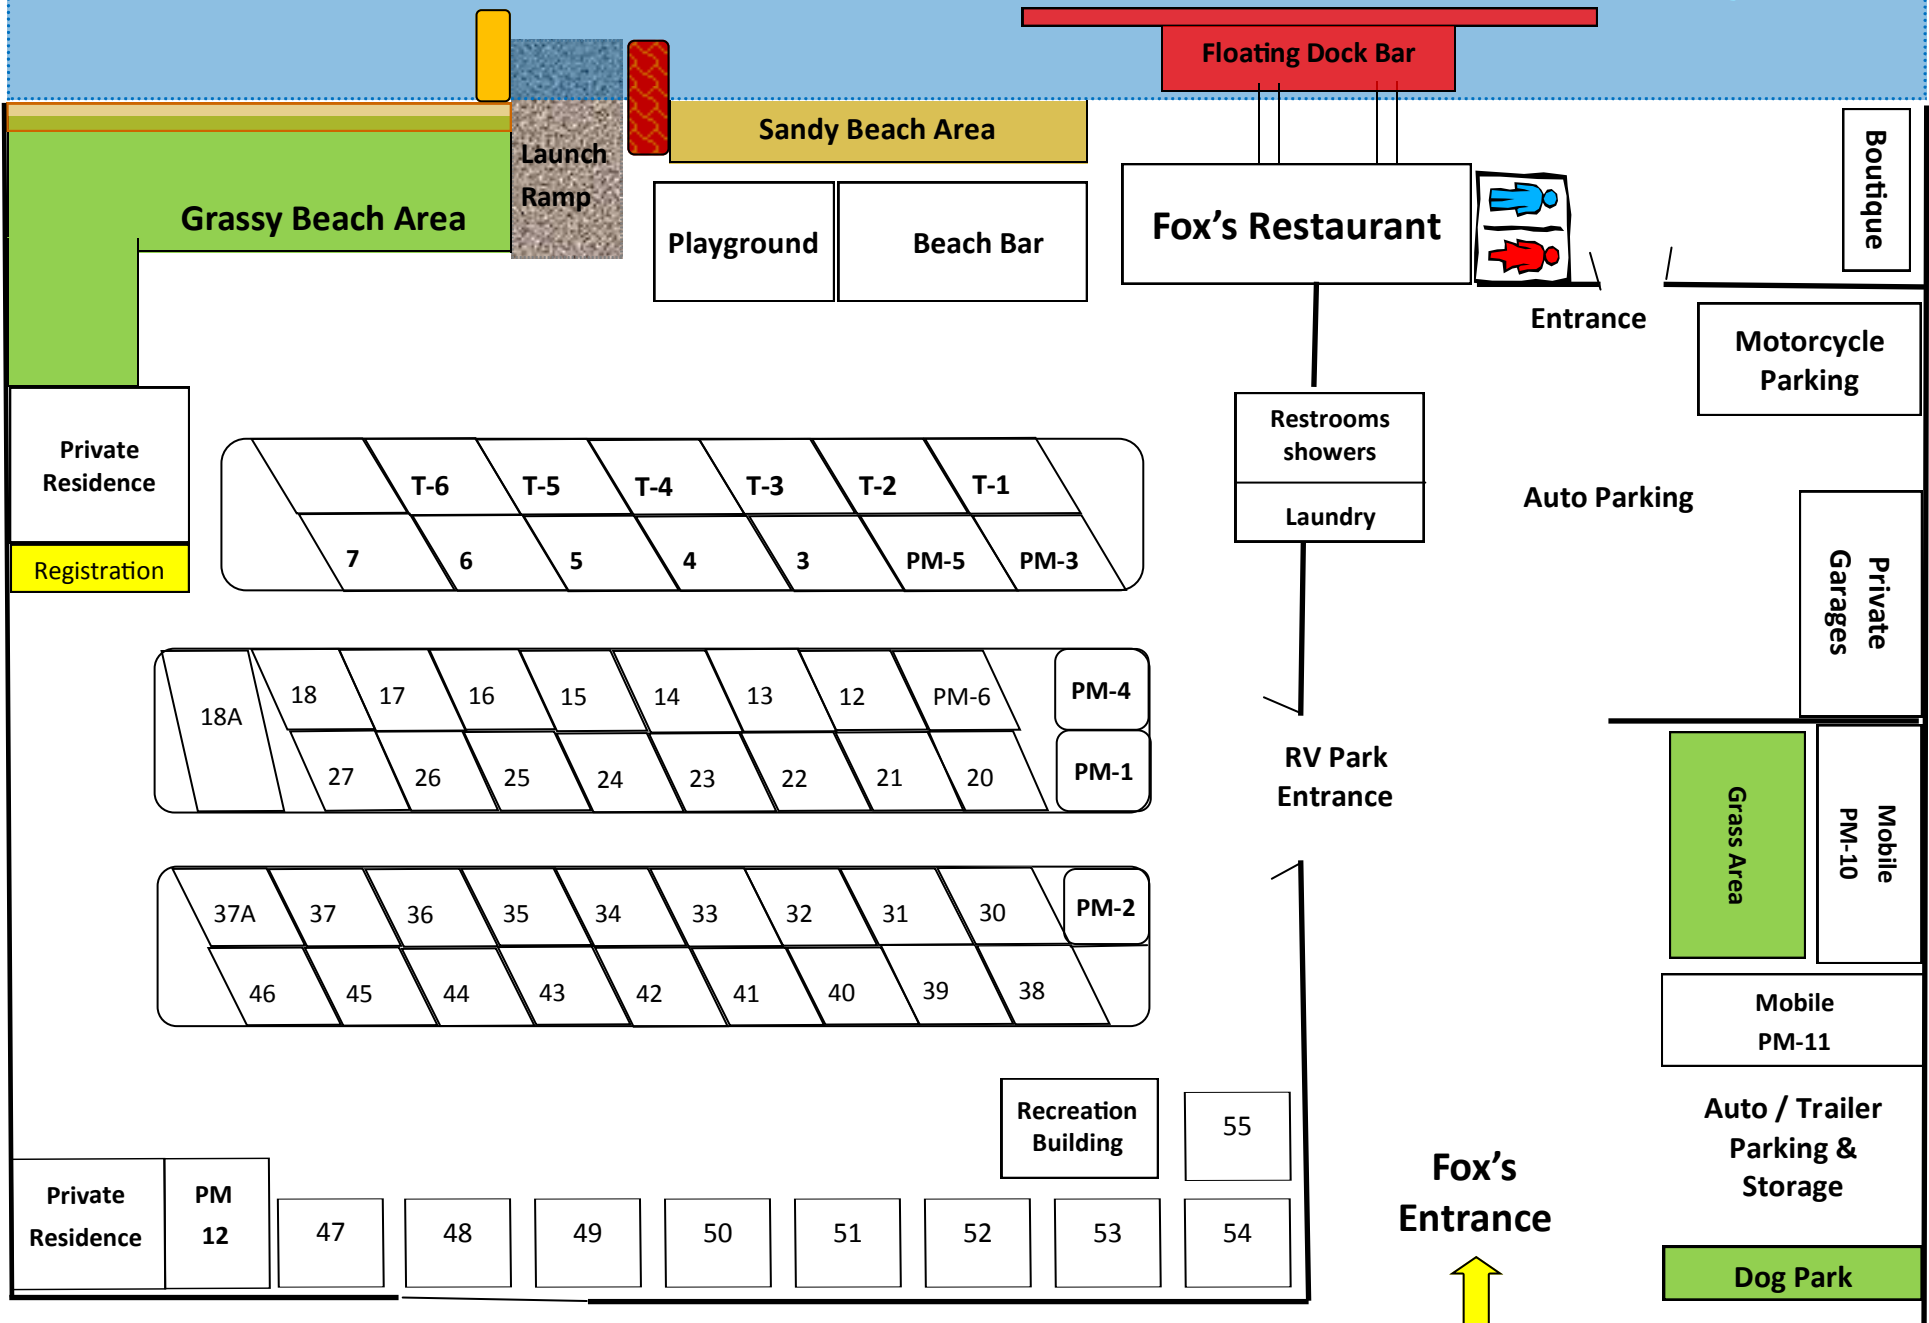 Floating Dock Bar
Sandy Beach Area
Launch
Ramp
Grassy Beach Area
Playground
Beach Bar
Fox’s Restaurant
Boutique
Entrance
Motorcycle
Parking
Restrooms
showers
Laundry
Auto Parking
Private
Garages
Private
Residence
Registration
T-6 T-5 T-4 T-3 T-2 T-1
7 6 5 4 3 PM-5 PM-3
18A
18 17 16 15 14 13 12 PM-6 PM-4
27 26 25 24 23 22 21 20 PM-1
RV Park
Entrance
37A 37 36 35 34 33 32 31 30 PM-2
46 45 44 43 42 41 40 39 38
Grass Area
Mobile
PM-10
Mobile
PM-11
Auto / Trailer
Parking &
Storage
Dog Park
Recreation
Building
55
Private
Residence
PM
12
47 48 49 50 51 52 53 54
Fox’s
Entrance